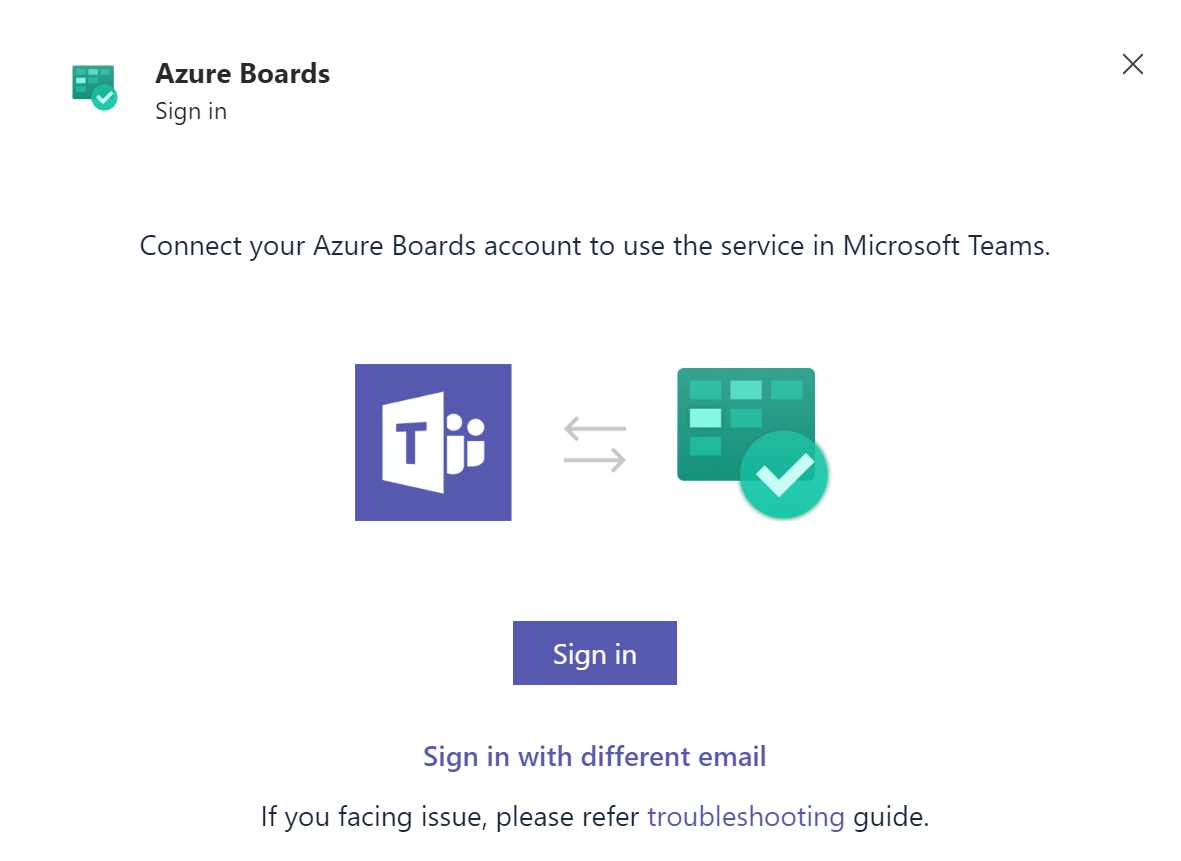 Azure Boards
Sign in
Connect your Azure Boards account to use the service in Microsoft Teams.
T
Sign in
Sign in with different email
If you facing issue, please refer troubleshooting guide.